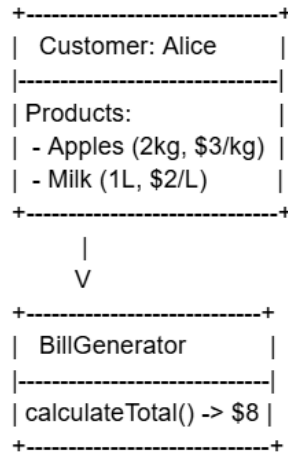 +-------------------------------+
|   Customer: Alice        |
|--------------------------------|
| Products:                   |
|  - Apples (2kg, $3/kg)  |
|  - Milk (1L, $2/L)         |
+-------------------------------+
|
V
+-----------------------------+
|   BillGenerator           |
|-------------------------------|
| calculateTotal() -> $8 |
+------------------------------+